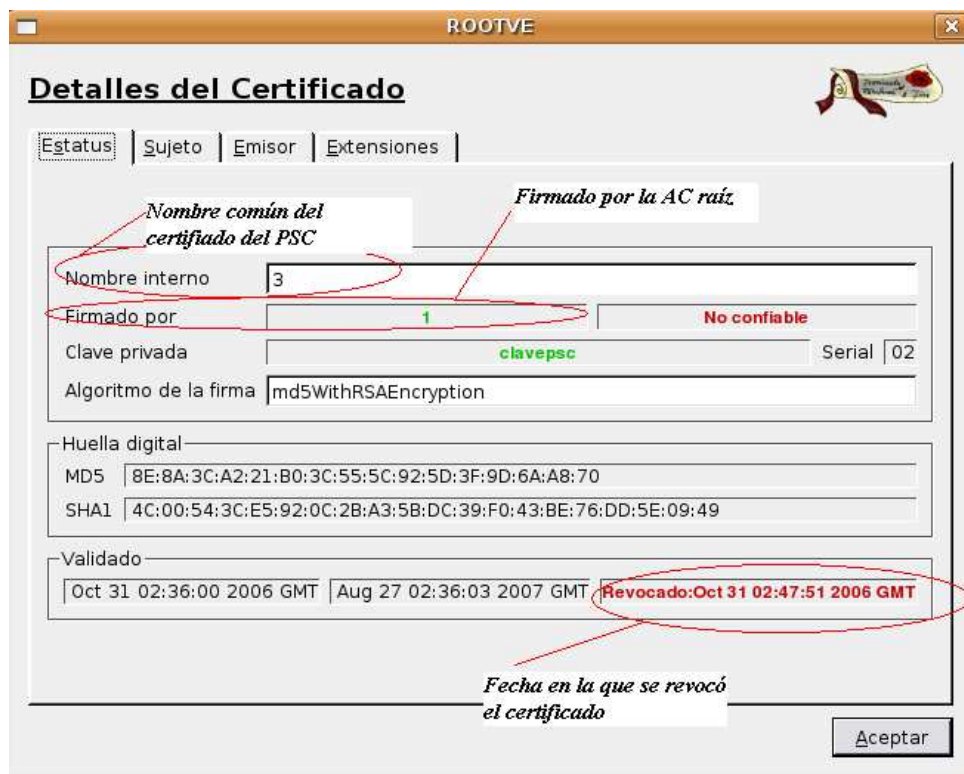 ROOTVE
Detalles del Certificado
Estatus Sujeto Emisor Extensiones
Nombre común del
certifiado del PSC
Firmado por la AC raíz
Nombre interno 3
Firmado por 1 No confiable
Clave privada clavepsc Serial 02
Algoritmo de la firma md5WithRSAEncryption
Huella digital
MD5 8E:8A:3C:A2:21:B0:3C:55:5C:92:5D:3F:9D:6A:A8:70
SHA1 4C:00:54:3C:E5:92:0C:2B:A3:5B:DC:39:F0:43:BE:76:DD:5E:09:49
Validado
Oct 31 02:36:00 2006 GMT Aug 27 02:36:03 2007 GMT Revocado:Oct 31 02:47:51 2006 GMT
Fecha en la que se revocó
el certificado
Aceptar